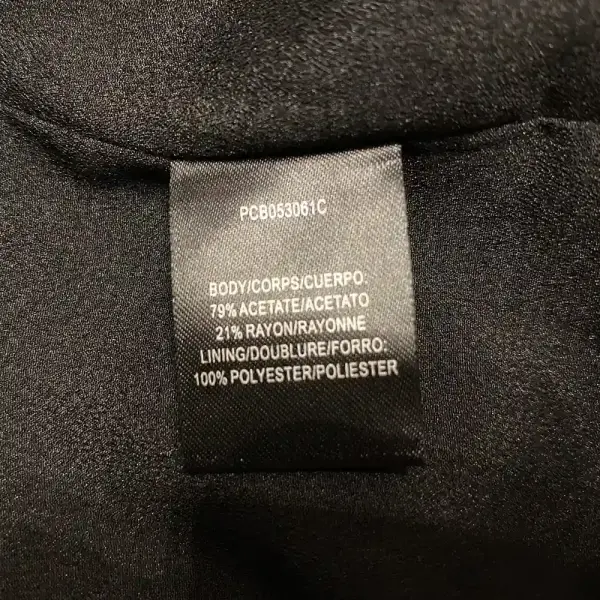 PCB053061C
BODY/CORPS/CUERPO:
79% ACETATE/ACETATO
21% RAYON/RAYONNE
LINING/DOUBLURE/FORRO:
100% POLYESTER/POLIESTER